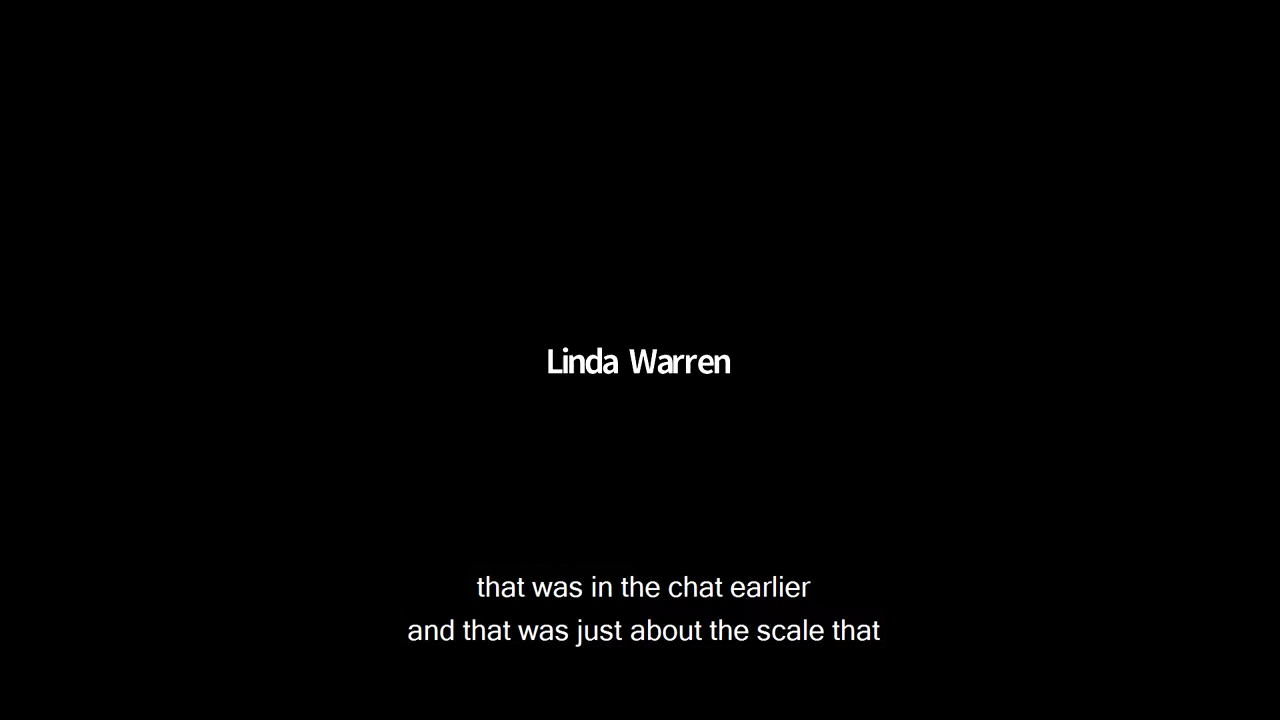 Linda Warren
that was in the chat earlier
and that was just about the scale that